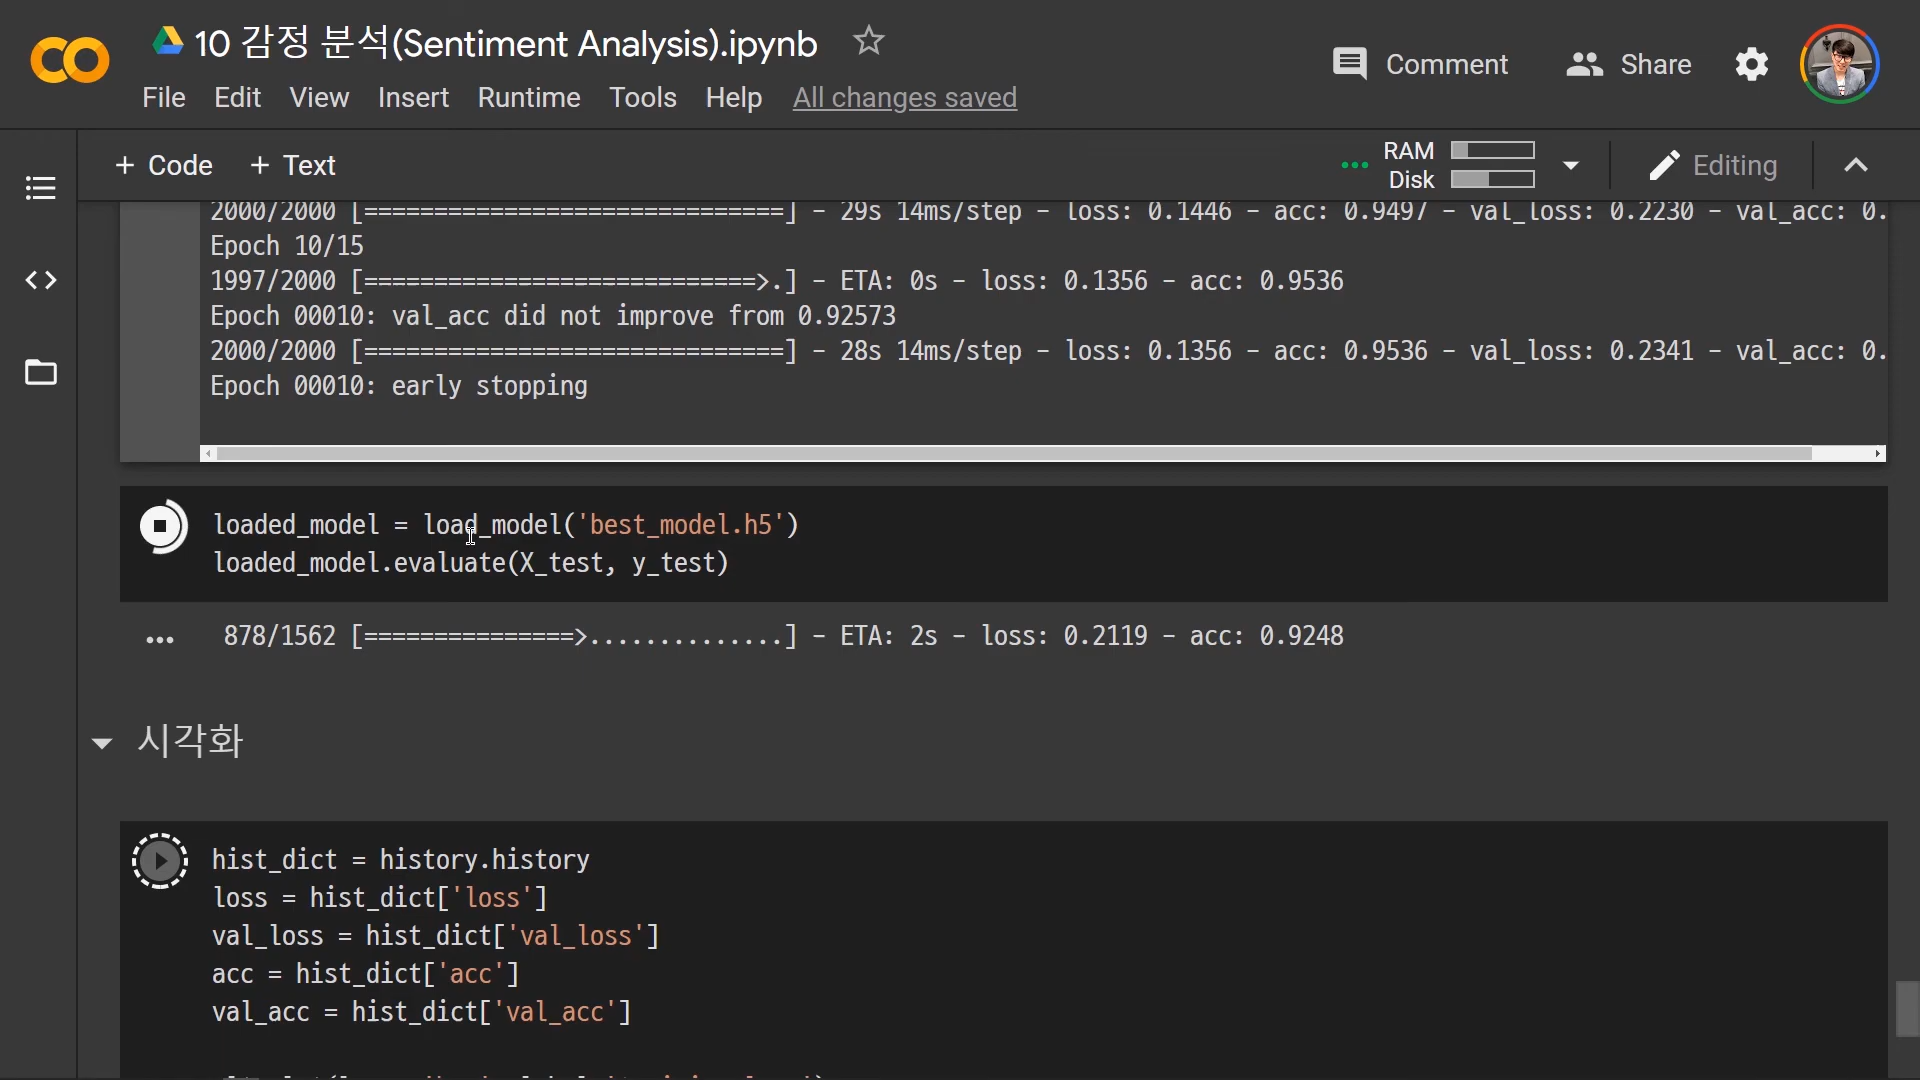 10 감정 분석(Sentiment Analysis).ipynb
Comment
Share
File Edit View Insert Runtime Tools Help All changes saved
+ Code + Text
RAM
Disk
Editing
2000/2000 [==============================] - 29s 14ms/step - loss: 0.1446 - acc: 0.9497 - val_loss: 0.2230 - val_acc: 0.
Epoch 10/15
1997/2000 [============================>.] - ETA: 0s - loss: 0.1356 - acc: 0.9536
Epoch 00010: val_acc did not improve from 0.92573
2000/2000 [==============================] - 28s 14ms/step - loss: 0.1356 - acc: 0.9536 - val_loss: 0.2341 - val_acc: 0.
Epoch 00010: early stopping
loaded_model = load_model('best_model.h5')
loaded_model.evaluate(X_test, y_test)
878/1562 [===============>..............] - ETA: 2s - loss: 0.2119 - acc: 0.9248
시각화
hist_dict = history.history
loss = hist_dict['loss']
val_loss = hist_dict['val_loss']
acc = hist_dict['acc']
val_acc = hist_dict['val_acc']